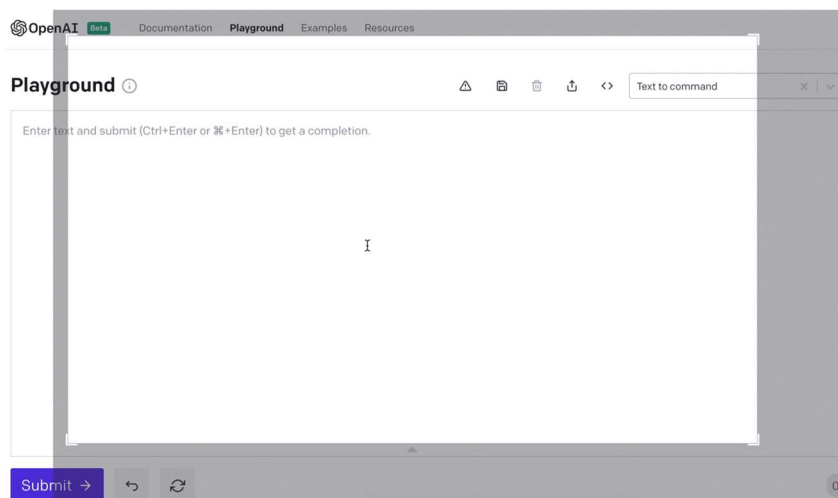 OpenAI Beta Documentation Playground Examples Resources
Playground
Text to command
Enter text and submit (Ctrl+Enter or ⌘+Enter) to get a completion.
Submit →